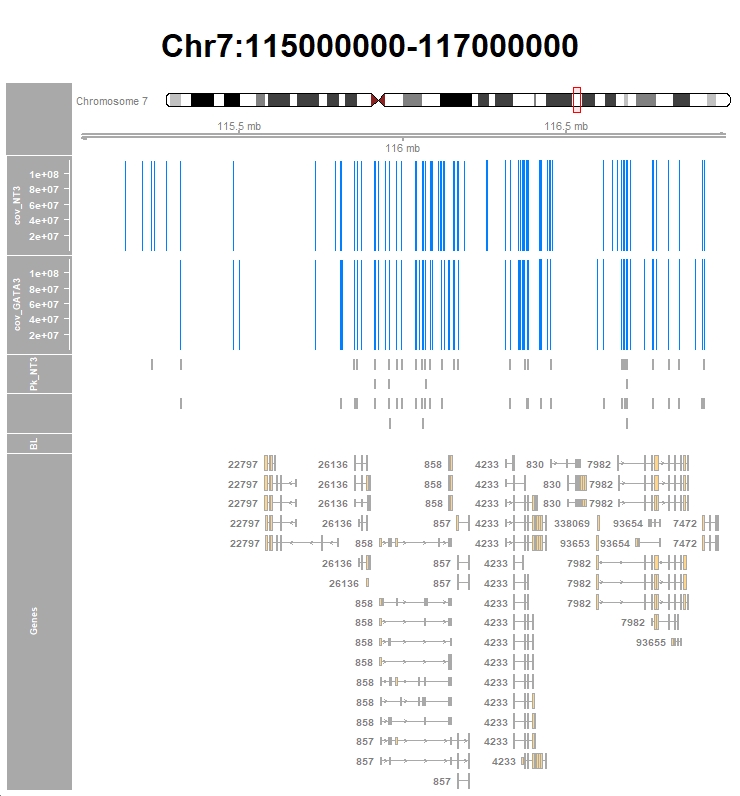 Chr7:115000000-117000000
Chromosome 7
115.5 mb 116.5 mb
116 mb
cov_NT3
1e+08
8e+07
6e+07
4e+07
2e+07
cov_GATA3
1e+08
8e+07
6e+07
4e+07
2e+07
Pk_NT3
BL
Genes
22797 26136 858 4233 830 7982
22797 26136 858 4233 830 7982
22797 26136 858 4233 830 7982
22797 26136 857 4233 338069 93654 7472
22797 858 4233 93653 93654 7472
26136 857 4233 7982
26136 857 4233 7982
858 4233 7982
858 4233 7982
858 4233 93655
858 4233
858 4233
858 4233
858 4233
857 4233
857 4233
857